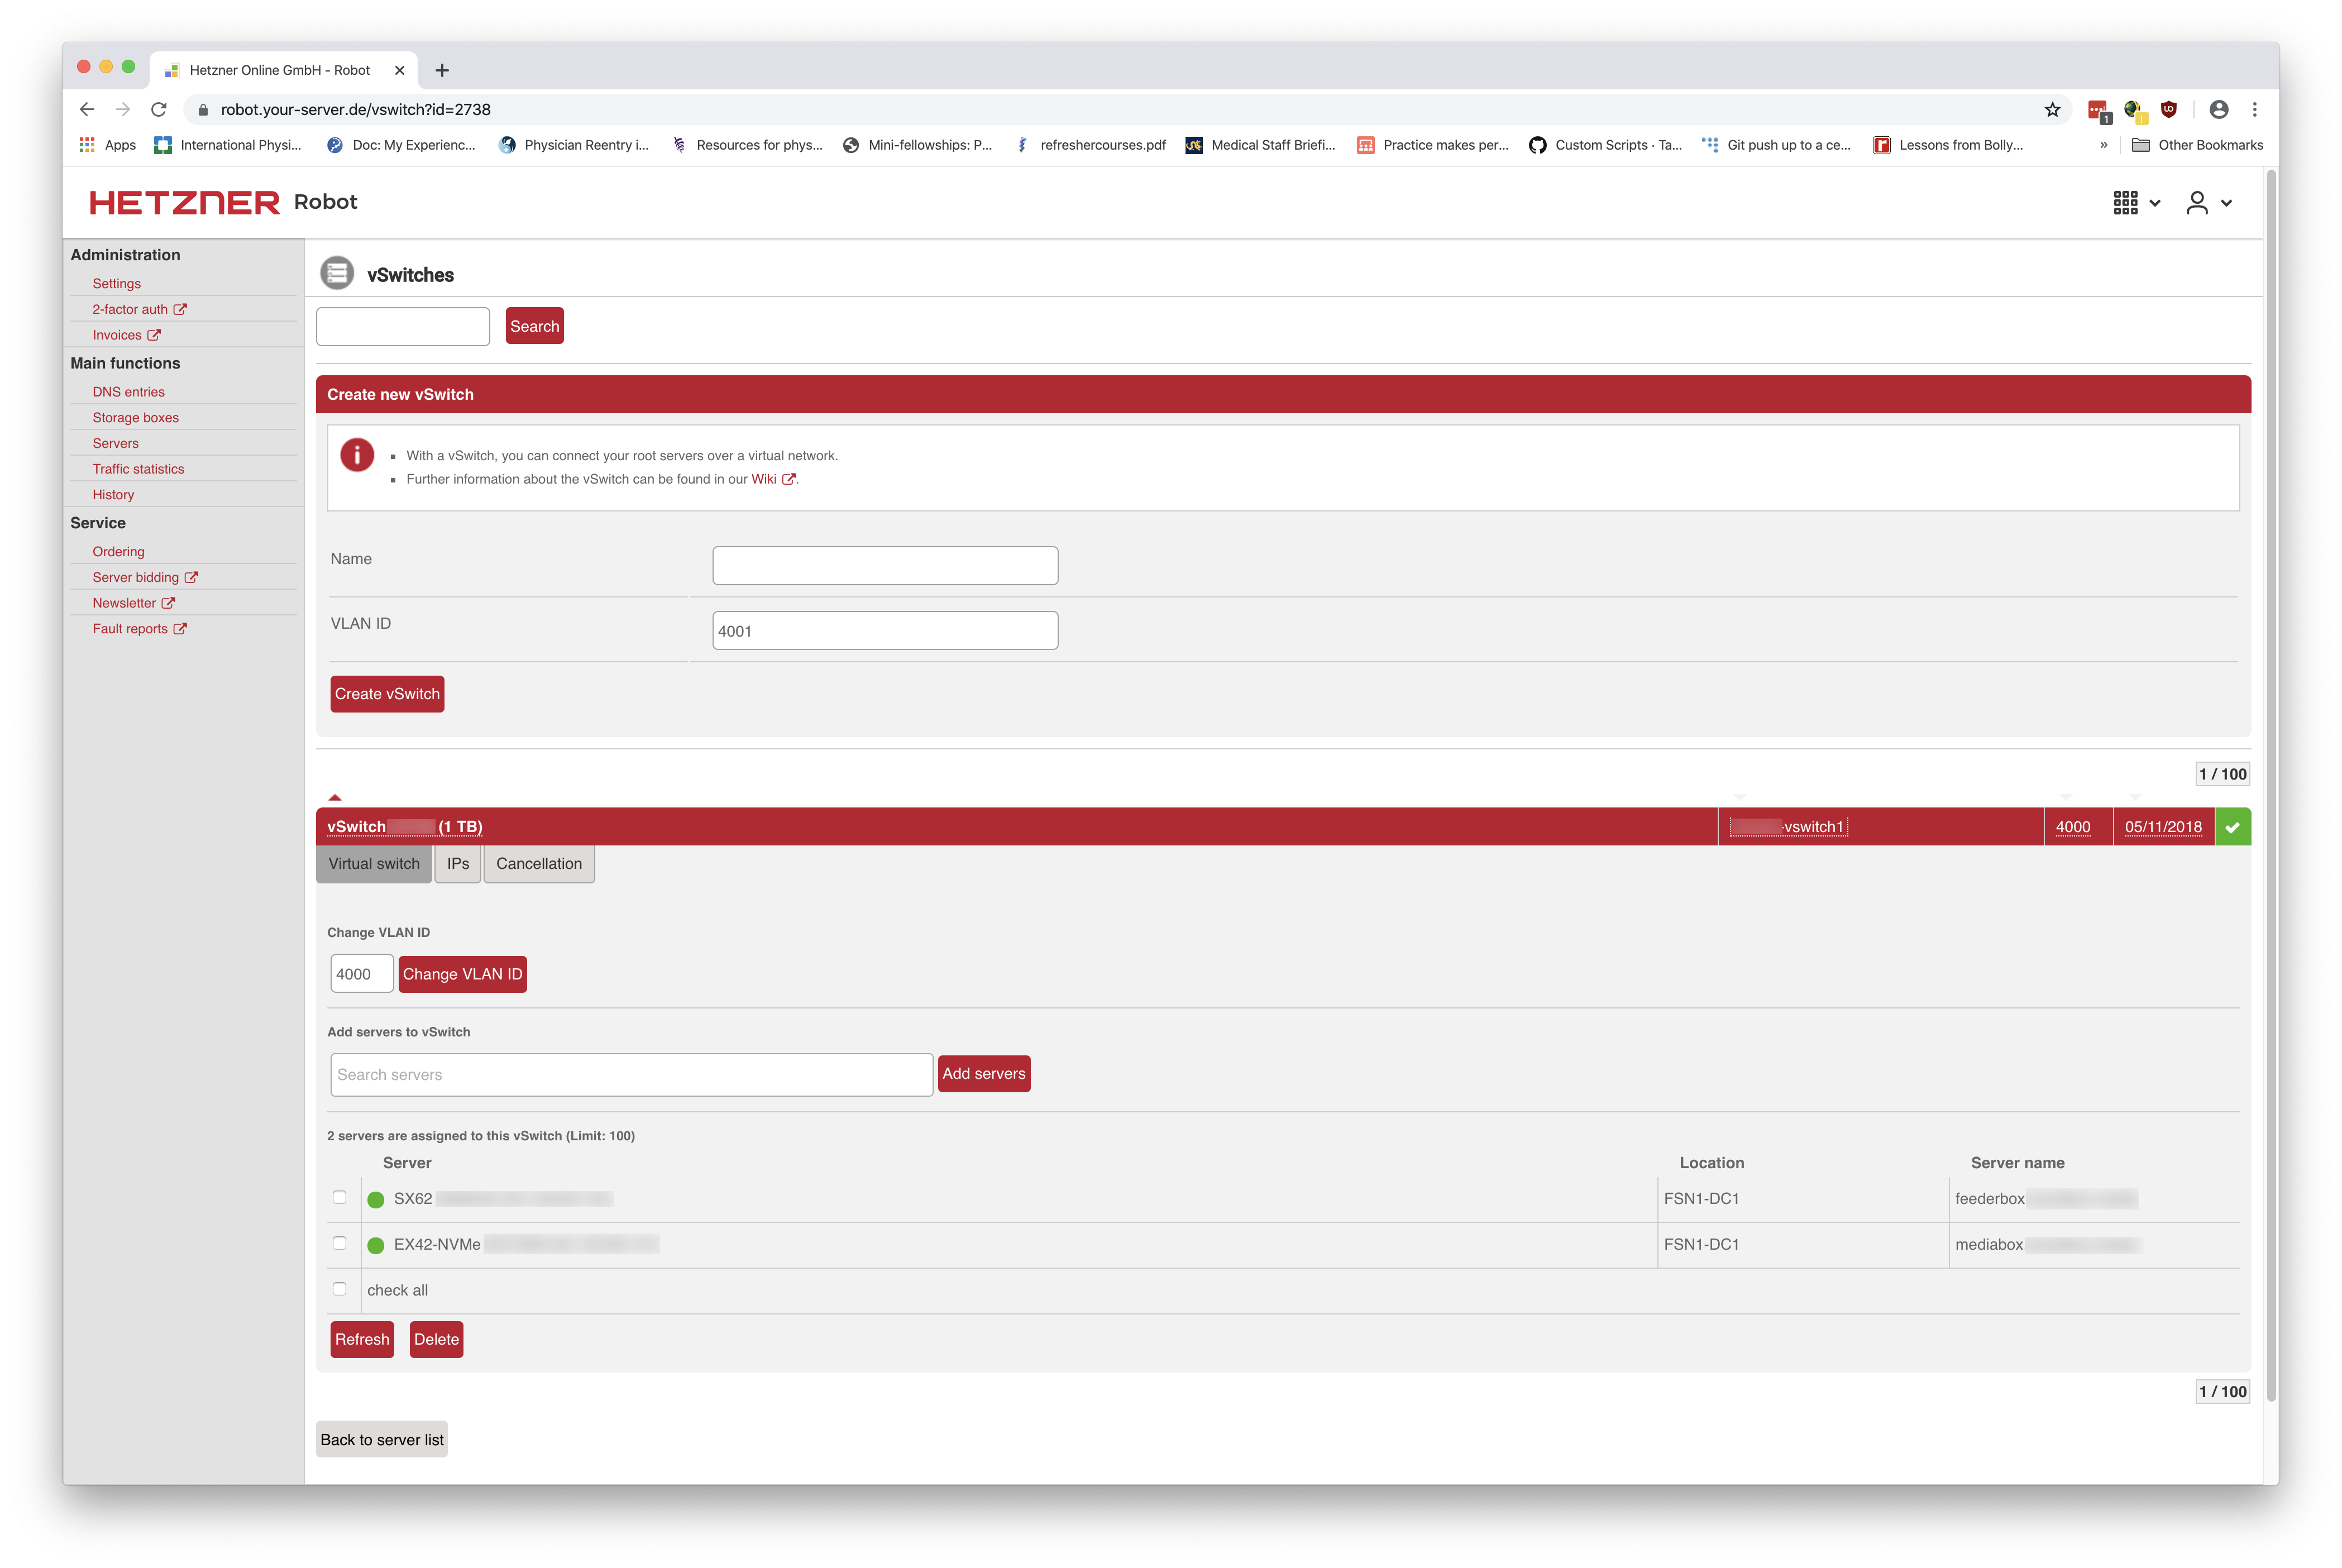 Hetzner Online GmbH - Robot
robot.your-server.de/vswitch?id=2738
1
1
Apps
International Physi...
Doc: My Experienc...
Physician Reentry i...
Resources for phys...
Mini-fellowships: P...
refreshercourses.pdf
Medical Staff Briefi...
Practice makes per...
Custom Scripts · Ta...
Git push up to a ce...
Lessons from Bolly...
»
Other Bookmarks
HETZNER Robot
Administration
Settings
2-factor auth
Invoices
Main functions
DNS entries
Storage boxes
Servers
Traffic statistics
History
Service
Ordering
Server bidding
Newsletter
Fault reports
vSwitches
Search
Create new vSwitch
With a vSwitch, you can connect your root servers over a virtual network.
Further information about the vSwitch can be found in our Wiki.
Name
VLAN ID
4001
Create vSwitch
1 / 100
vSwitch (1 TB)
-vswitch1
4000
05/11/2018
Virtual switch
IPs
Cancellation
Change VLAN ID
4000
Change VLAN ID
Add servers to vSwitch
Search servers
Add servers
2 servers are assigned to this vSwitch (Limit: 100)
Server Location Server name
SX62 FSN1-DC1 feederbox
EX42-NVMe FSN1-DC1 mediabox
check all
Refresh
Delete
1 / 100
Back to server list